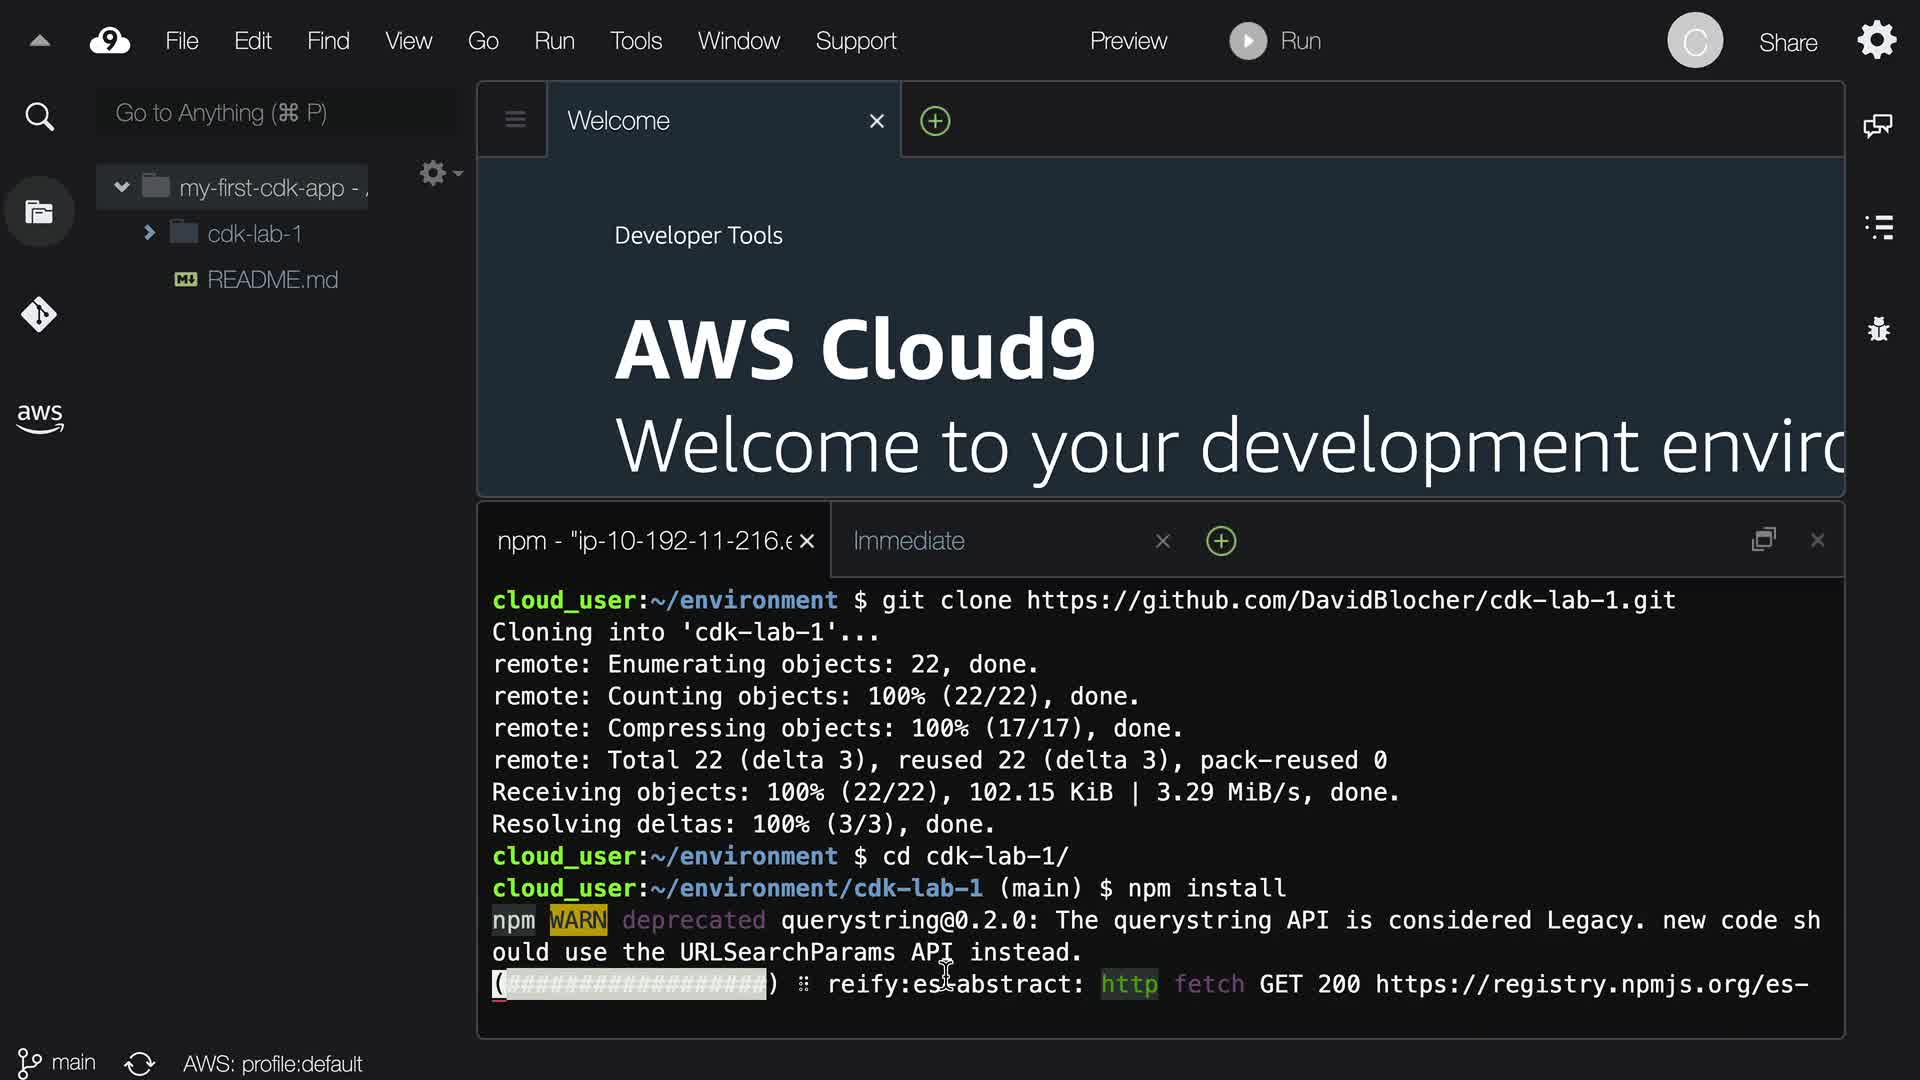 9 File Edit Find View Go Run Tools Window Support Preview Run C Share
Go to Anything (⌘ P)
Welcome
my-first-cdk-app -
cdk-lab-1
README.md
aws
Developer Tools
AWS Cloud9
Welcome to your development enviro
npm - "ip-10-192-11-216.e Immediate
cloud_user:~/environment $ git clone https://github.com/DavidBlocher/cdk-lab-1.git
Cloning into 'cdk-lab-1'...
remote: Enumerating objects: 22, done.
remote: Counting objects: 100% (22/22), done.
remote: Compressing objects: 100% (17/17), done.
remote: Total 22 (delta 3), reused 22 (delta 3), pack-reused 0
Receiving objects: 100% (22/22), 102.15 KiB | 3.29 MiB/s, done.
Resolving deltas: 100% (3/3), done.
cloud_user:~/environment $ cd cdk-lab-1/
cloud_user:~/environment/cdk-lab-1 (main) $ npm install
npm WARN deprecated querystring@0.2.0: The querystring API is considered Legacy. new code sh
ould use the URLSearchParams API instead.
(##################) ⠿ reify:es-abstract: http fetch GET 200 https://registry.npmjs.org/es-
main AWS: profile:default